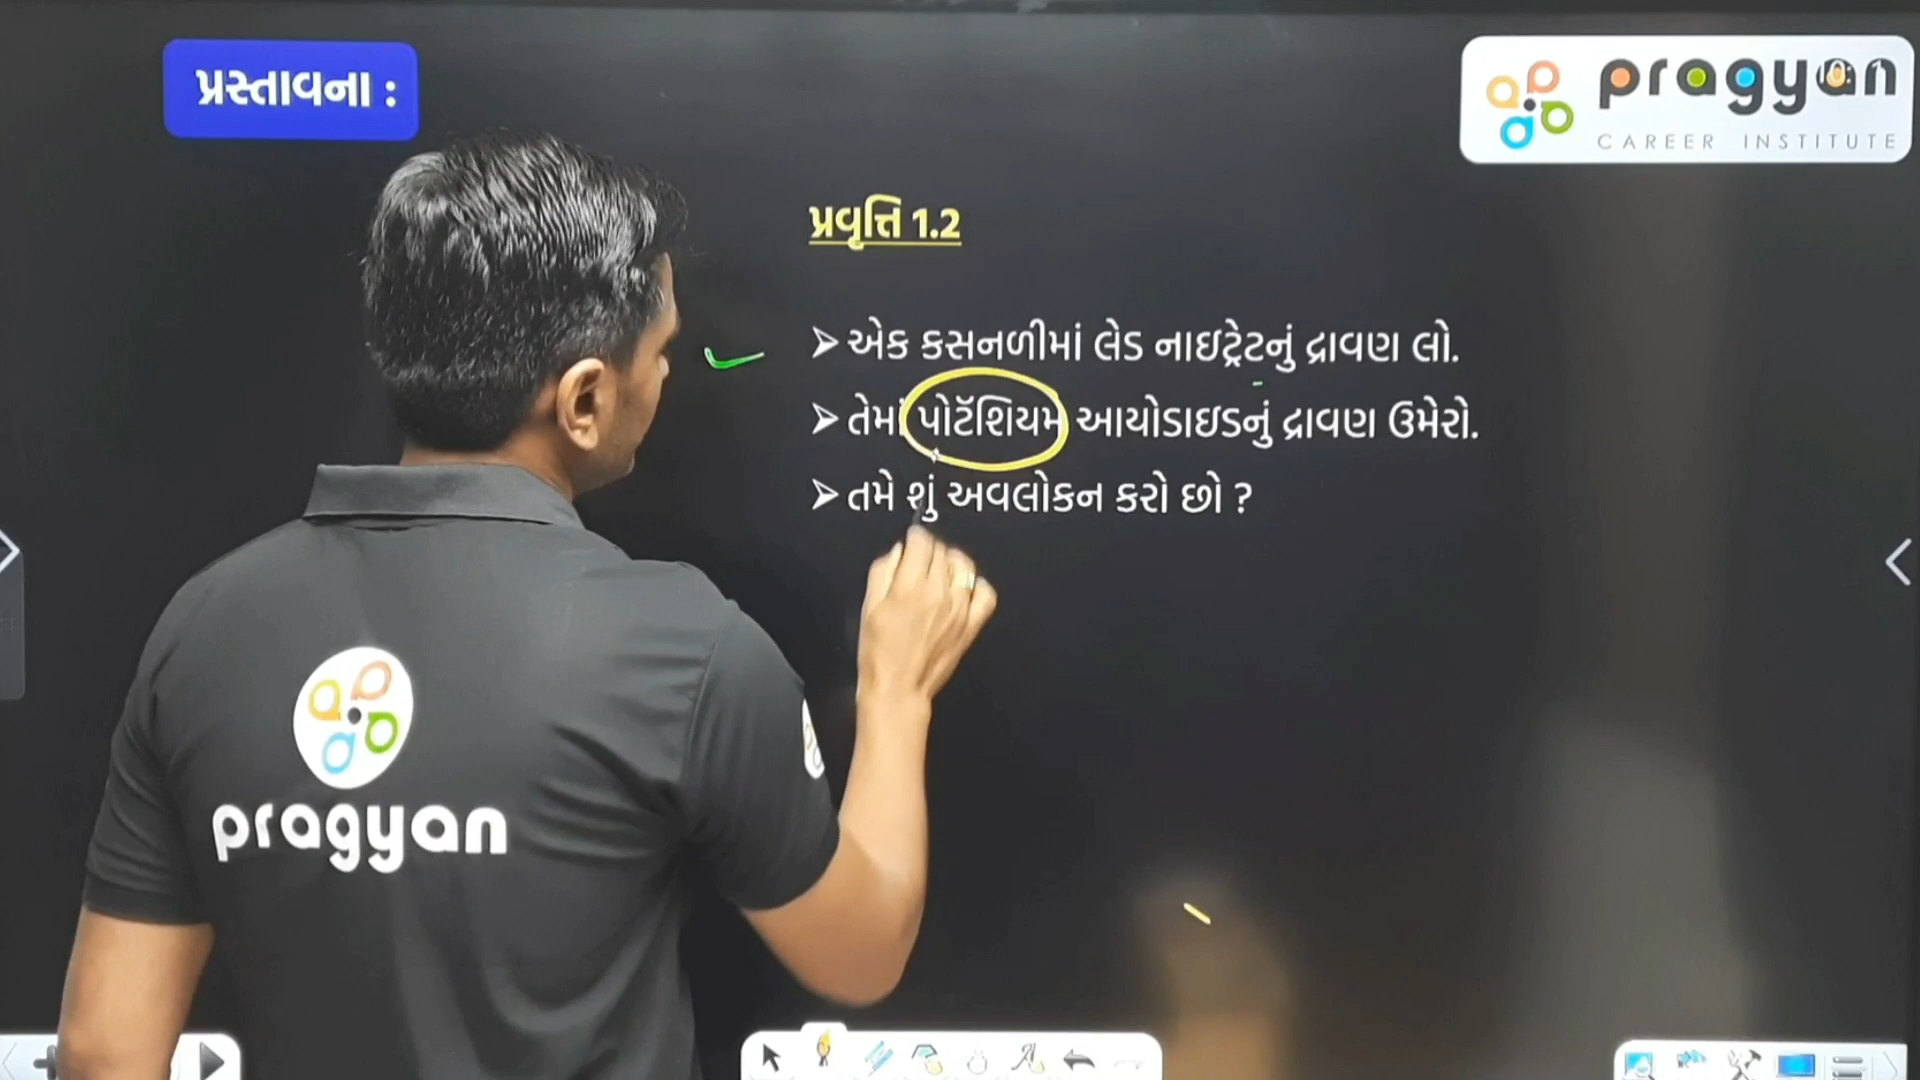 પ્રસ્તાવના :
pragyan
CAREER INSTITUTE
પ્રવૃત્તિ 1.2
➤ એક કસનળીમાં લેડ નાઇટ્રેટનું દ્રાવણ લો.
➤ તેમાં પોટૅશિયમ આયોડાઇડનું દ્રાવણ ઉમેરો.
➤ તમે શું અવલોકન કરો છો ?
pragyan